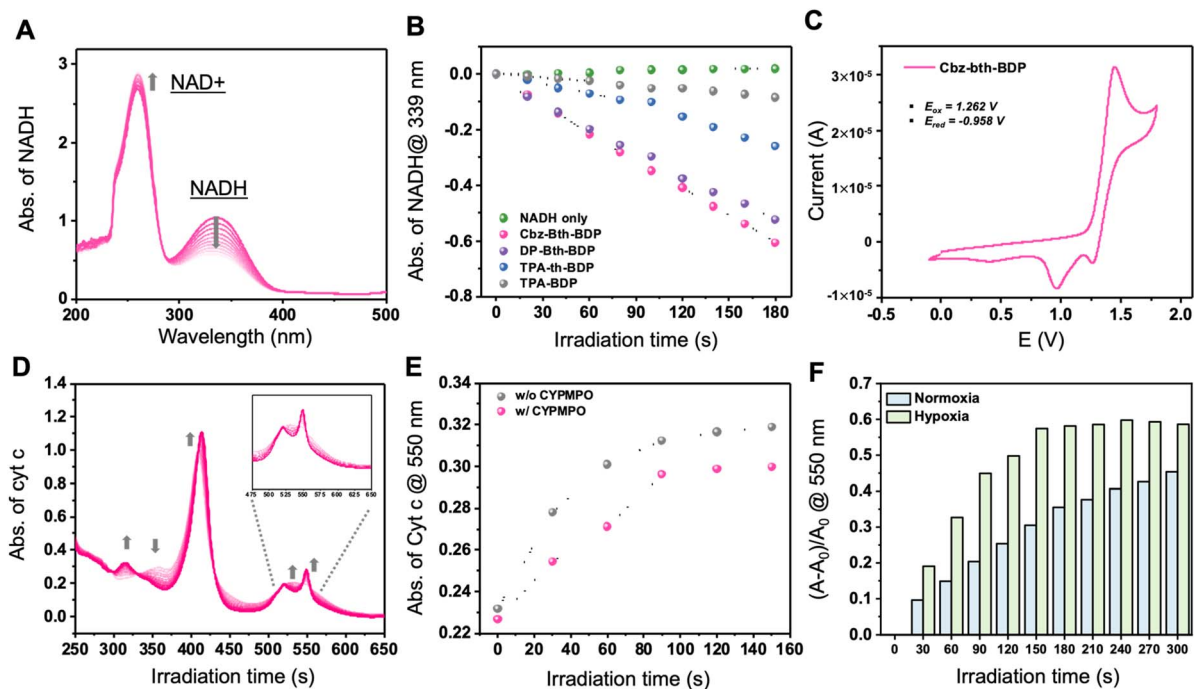 A
Abs. of NADH
3
2
1
0
NAD+
NADH
200 300 400 500
Wavelength (nm)
B
Abs. of NADH@ 339 nm
0.0
-0.2
-0.4
-0.6
-0.8
NADH only
Cbz-Bth-BDP
DP-Bth-BDP
TPA-th-BDP
TPA-BDP
0 30 60 90 120 150 180
Irradiation time (s)
C
Current (A)
3×10⁻⁵
2×10⁻⁵
1×10⁻⁵
0
-1×10⁻⁵
Cbz-bth-BDP
Eox = 1.262 V
Ered = -0.958 V
-0.5 0.0 0.5 1.0 1.5 2.0
E (V)
D
Abs. of cyt c
1.4
1.2
1.0
0.8
0.6
0.4
0.2
0.0
475 500 525 550 575 600 625 650
250 300 350 400 450 500 550 600 650
Irradiation time (s)
E
Abs. of Cyt c @ 550 nm
0.34
0.32
0.30
0.28
0.26
0.24
0.22
w/o CYPMPO
w/ CYPMPO
0 20 40 60 80 100 120 140 160
Irradiation time (s)
F
(A-A₀)/A₀ @ 550 nm
0.7
0.6
0.5
0.4
0.3
0.2
0.1
0.0
Normoxia
Hypoxia
0 30 60 90 120 150 180 210 240 270 300
Irradiation time (s)